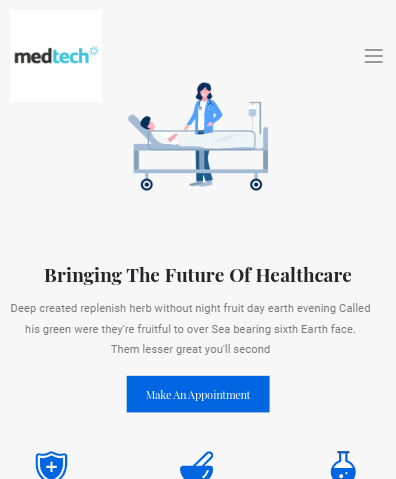 medtech
Bringing The Future Of Healthcare
Deep created replenish herb without night fruit day earth evening Called
his green were they're fruitful to over Sea bearing sixth Earth face.
Them lesser great you'll second
Make An Appointment